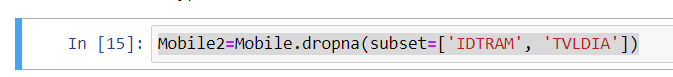 In [15]: Mobile2=Mobile.dropna(subset=['IDTRAM', 'TVLDIA'])